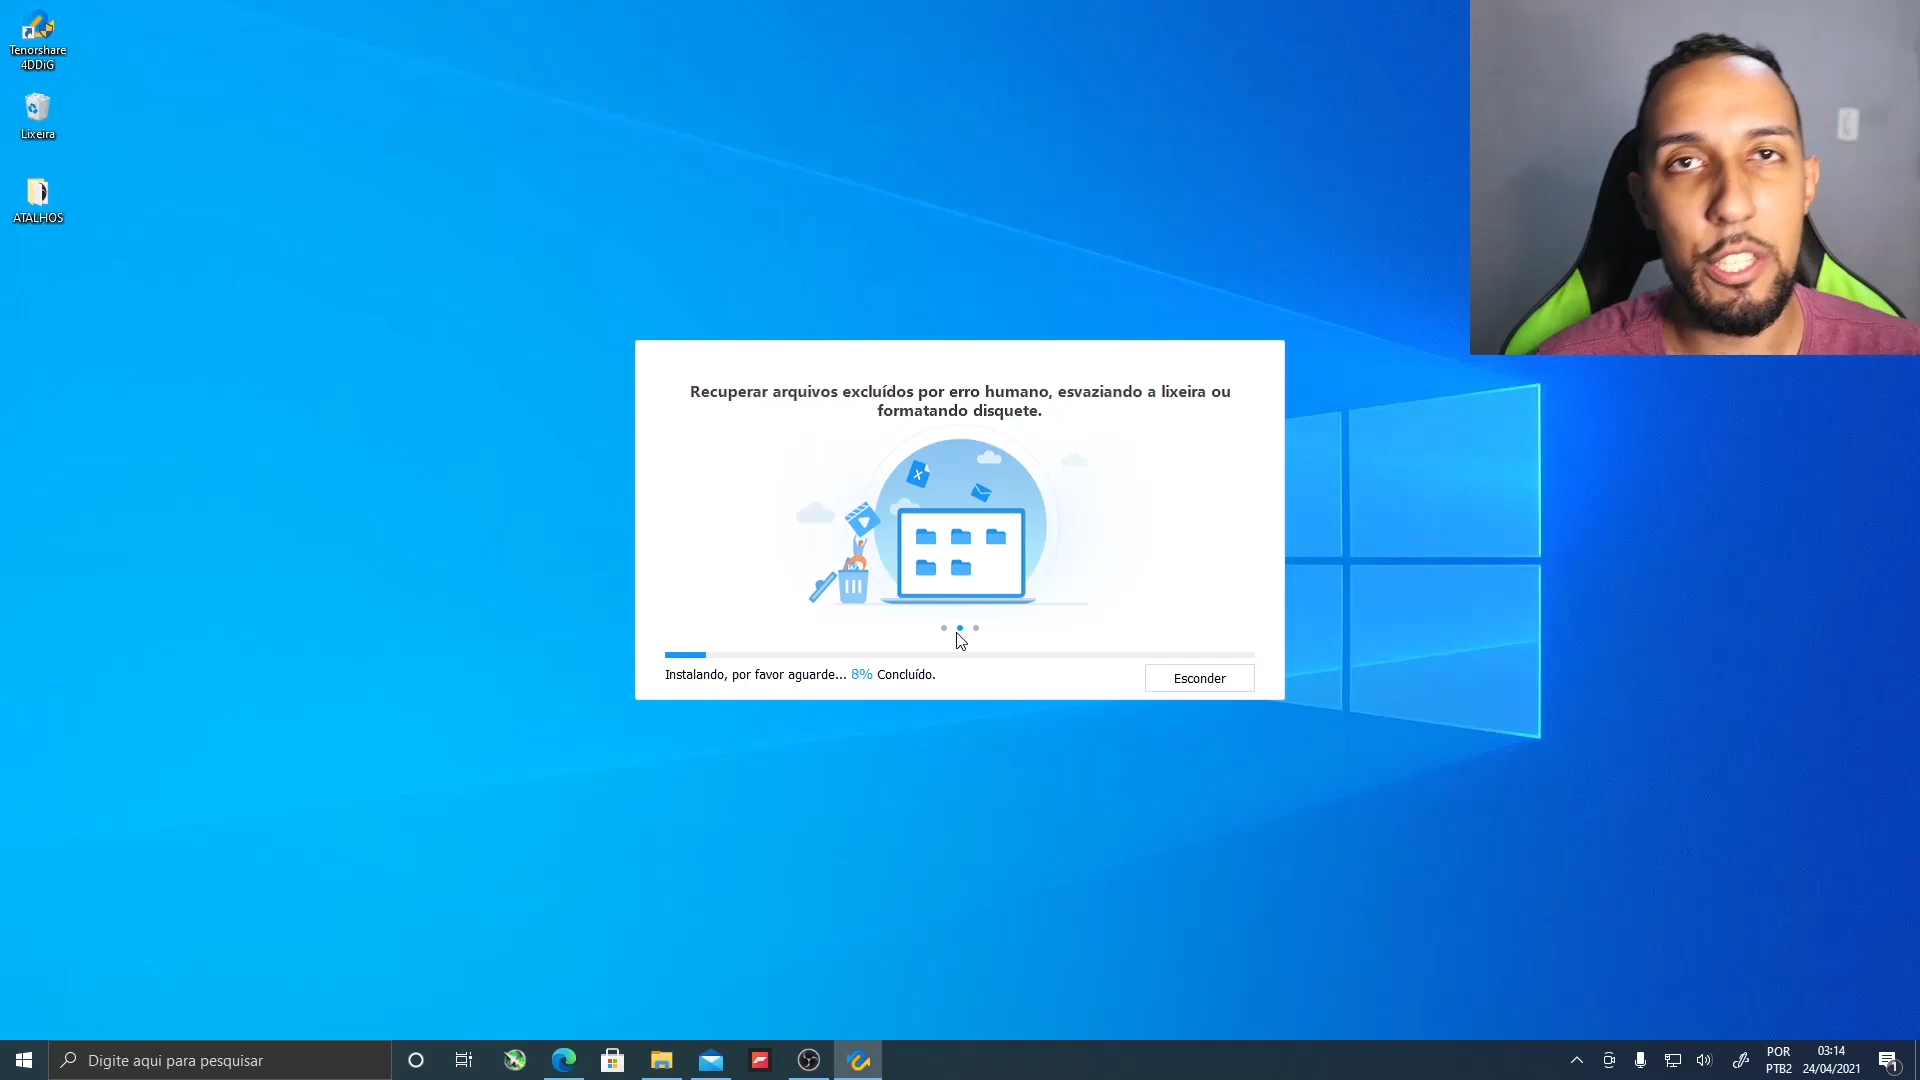 Tenorshare
4DDiG
Lixeira
ATALHOS
Recuperar arquivos excluídos por erro humano, esvaziando a lixeira ou
formatando disquete.
Instalando, por favor aguarde... 8% Concluído.
Esconder
Digite aqui para pesquisar
POR
PTB2
03:14
24/04/2021
1